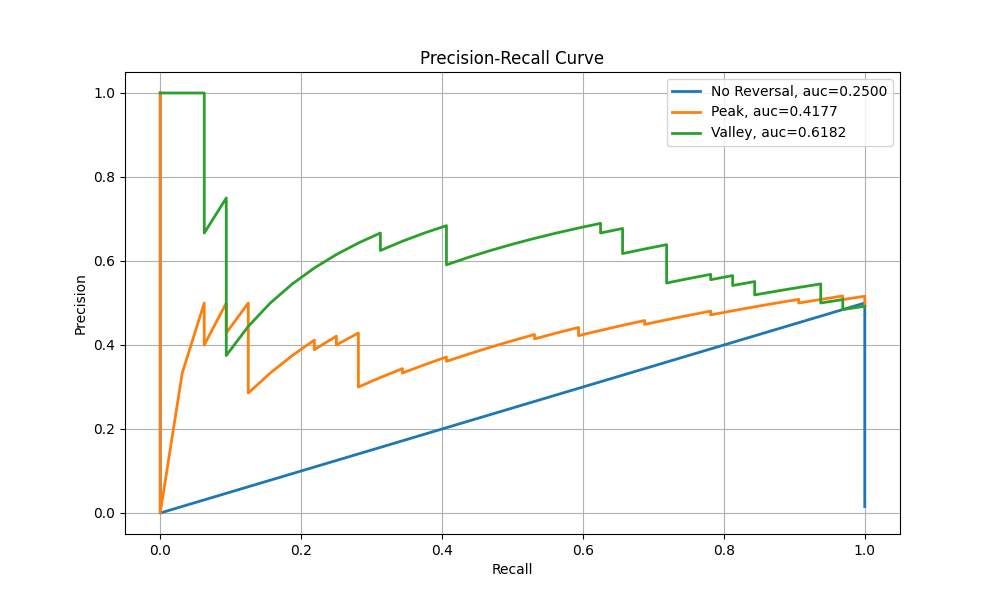 Precision-Recall Curve
No Reversal, auc=0.2500
Peak, auc=0.4177
Valley, auc=0.6182
1.0
0.8
0.6
0.4
0.2
0.0
Precision
0.0 0.2 0.4 0.6 0.8 1.0
Recall